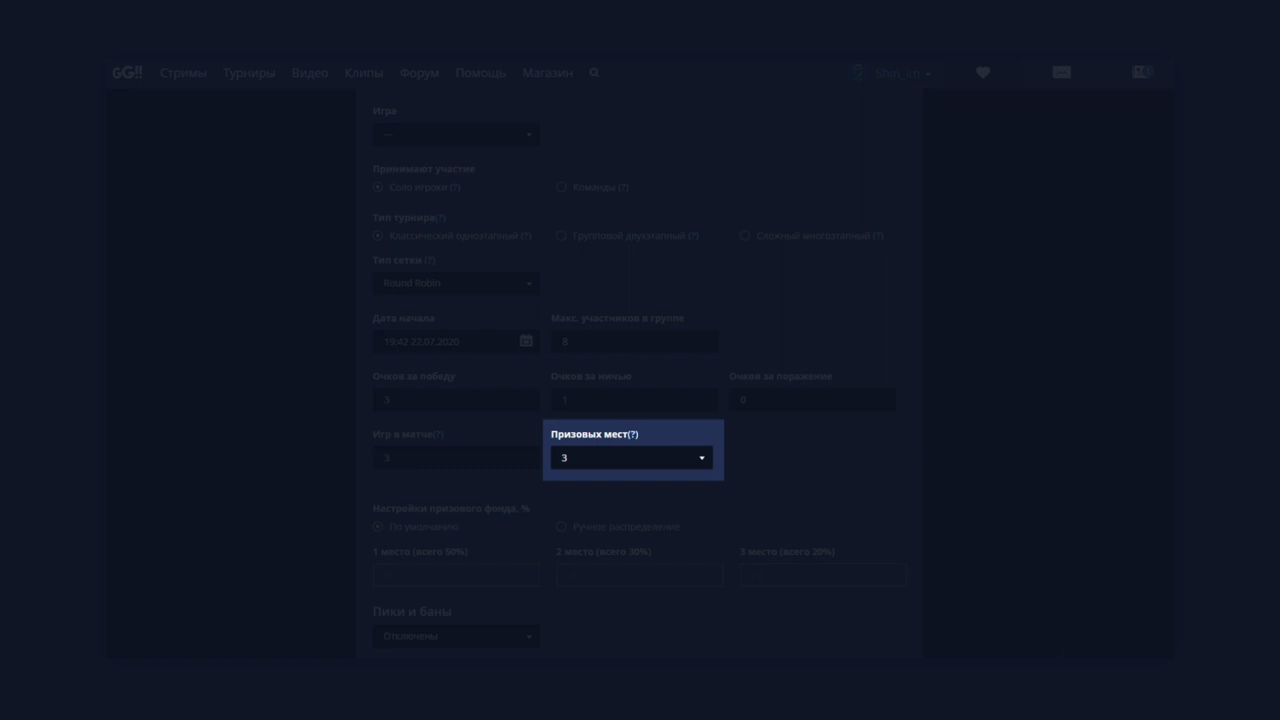 GG!! Стримы Турниры Видео Клипы Форум Помощь Магазин
Игра
---
Принимают участие
Соло игроки (?) Команды (?)
Тип турнира(?)
Классический одноэтапный (?) Групповой двухэтапный (?) Сложный многоэтапный (?)
Тип сетки (?)
Round Robin
Дата начала Макс. участников в группе
19:42 22.07.2020 8
Очков за победу Очков за ничью Очков за поражение
3 1 0
Игр в матче(?) Призовых мест(?)
3 3
Настройки призового фонда, %
По умолчанию Ручное распределение
1 место (всего 50%) 2 место (всего 30%) 3 место (всего 20%)
Пики и баны
Отключены